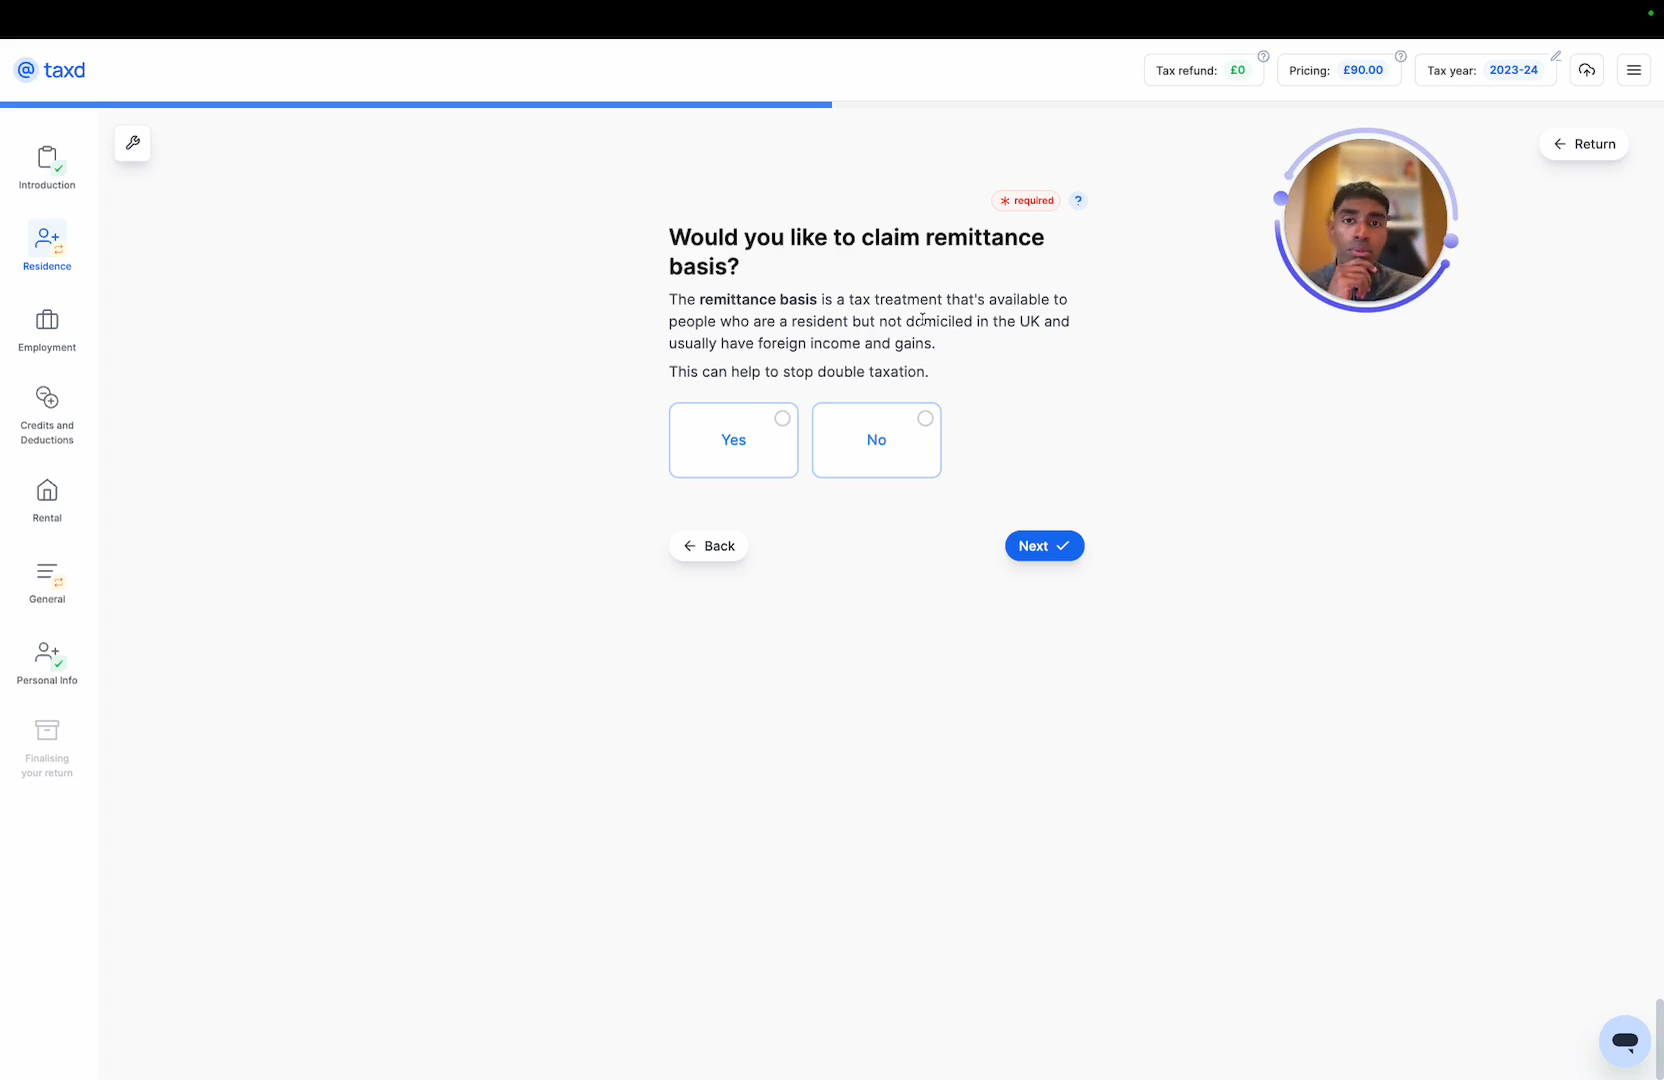 @ taxd
Tax refund: £0 ?
Pricing: £90.00 ?
Tax year: 2023-24
Introduction
Residence
Employment
Credits and
Deductions
Rental
General
Personal Info
Finalising
your return
← Return
* required ?
Would you like to claim remittance
basis?
The remittance basis is a tax treatment that's available to
people who are a resident but not domiciled in the UK and
usually have foreign income and gains.
This can help to stop double taxation.
Yes
No
← Back
Next ✓